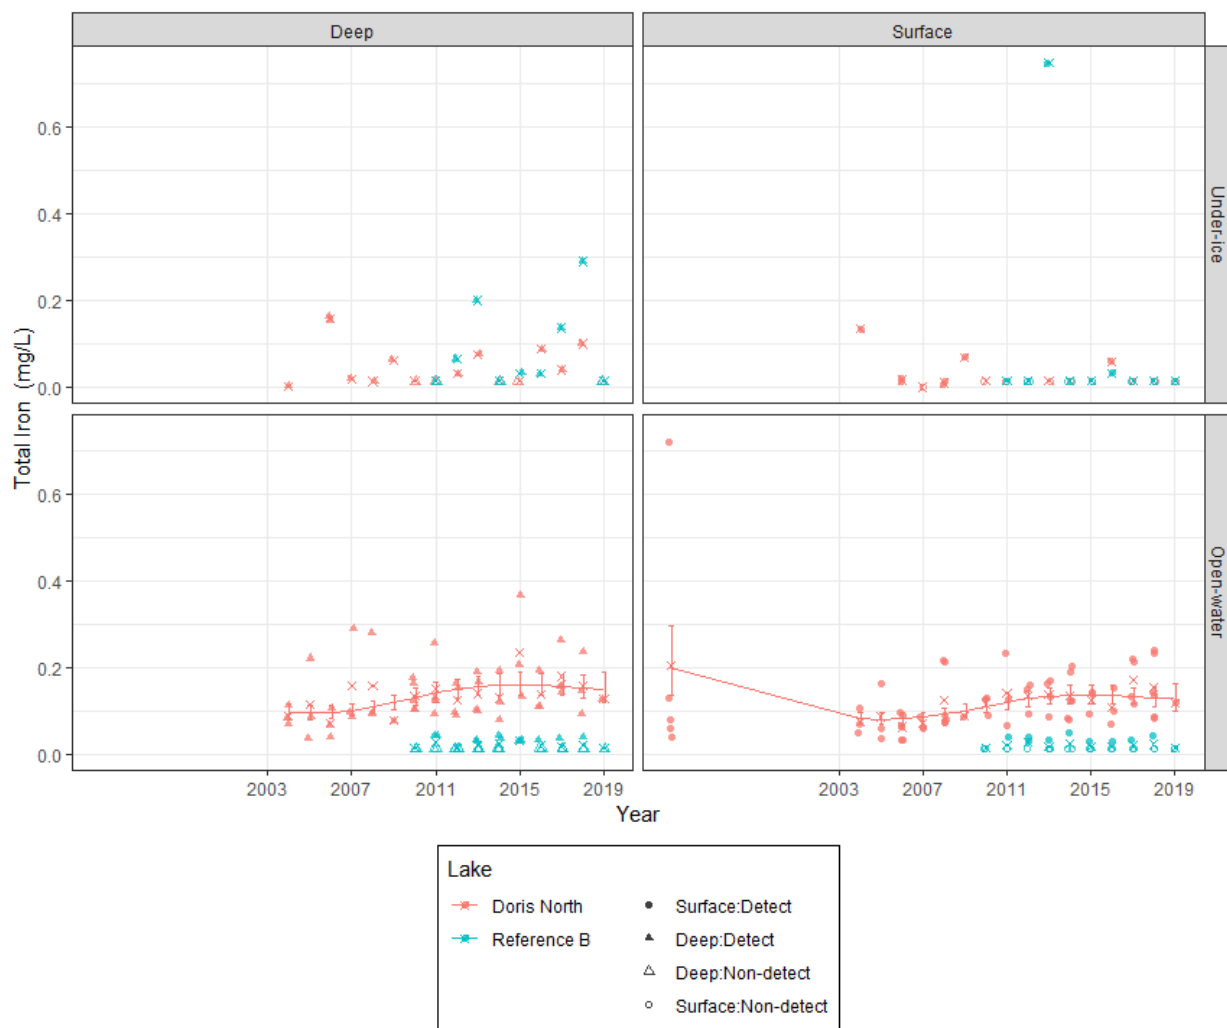 Deep
Surface
0.6
0.4
0.2
0.0
Under-ice
0.6
0.4
0.2
0.0
Open-water
Total Iron (mg/L)
2003 2007 2011 2015 2019
2003 2007 2011 2015 2019
Year
Lake
Doris North
Reference B
Surface:Detect
Deep:Detect
Deep:Non-detect
Surface:Non-detect